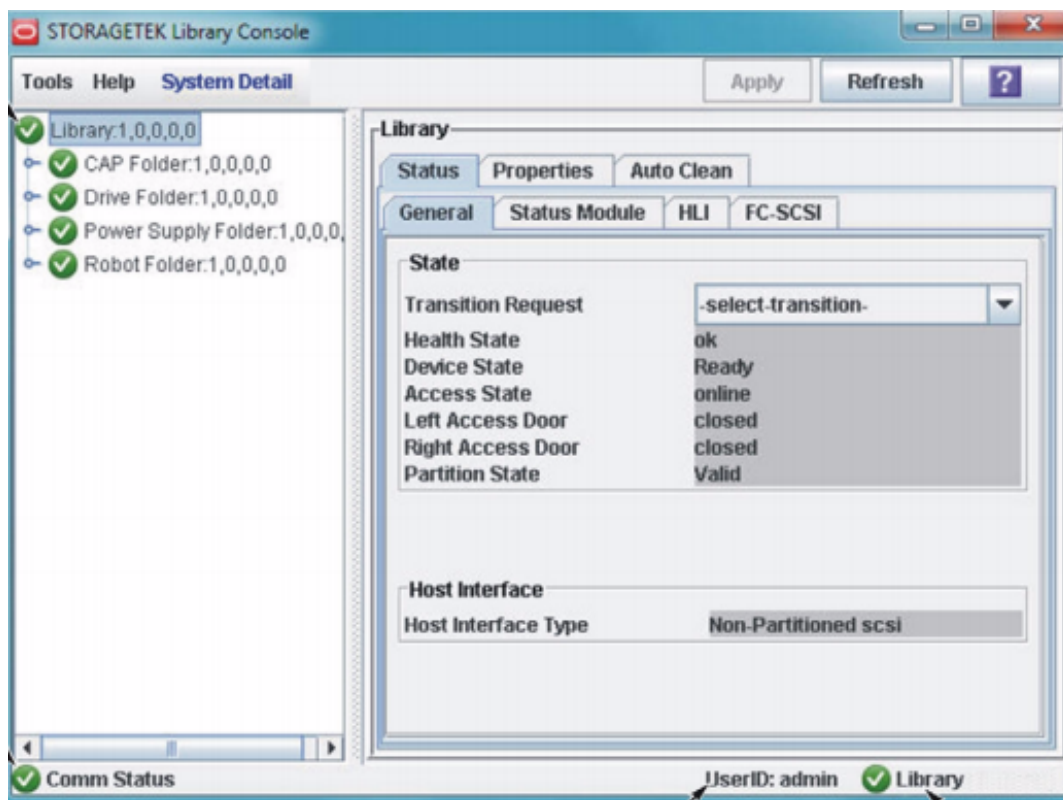 STORAGETEK Library Console
Tools Help System Detail
Apply Refresh ?
Library:1,0,0,0,0
CAP Folder:1,0,0,0,0
Drive Folder:1,0,0,0,0
Power Supply Folder:1,0,0,0,
Robot Folder:1,0,0,0,0
Library
Status Properties Auto Clean
General Status Module HLI FC-SCSI
State
Transition Request -select-transition-
Health State ok
Device State Ready
Access State online
Left Access Door closed
Right Access Door closed
Partition State Valid
Host Interface
Host Interface Type Non-Partitioned scsi
Comm Status UserID: admin Library